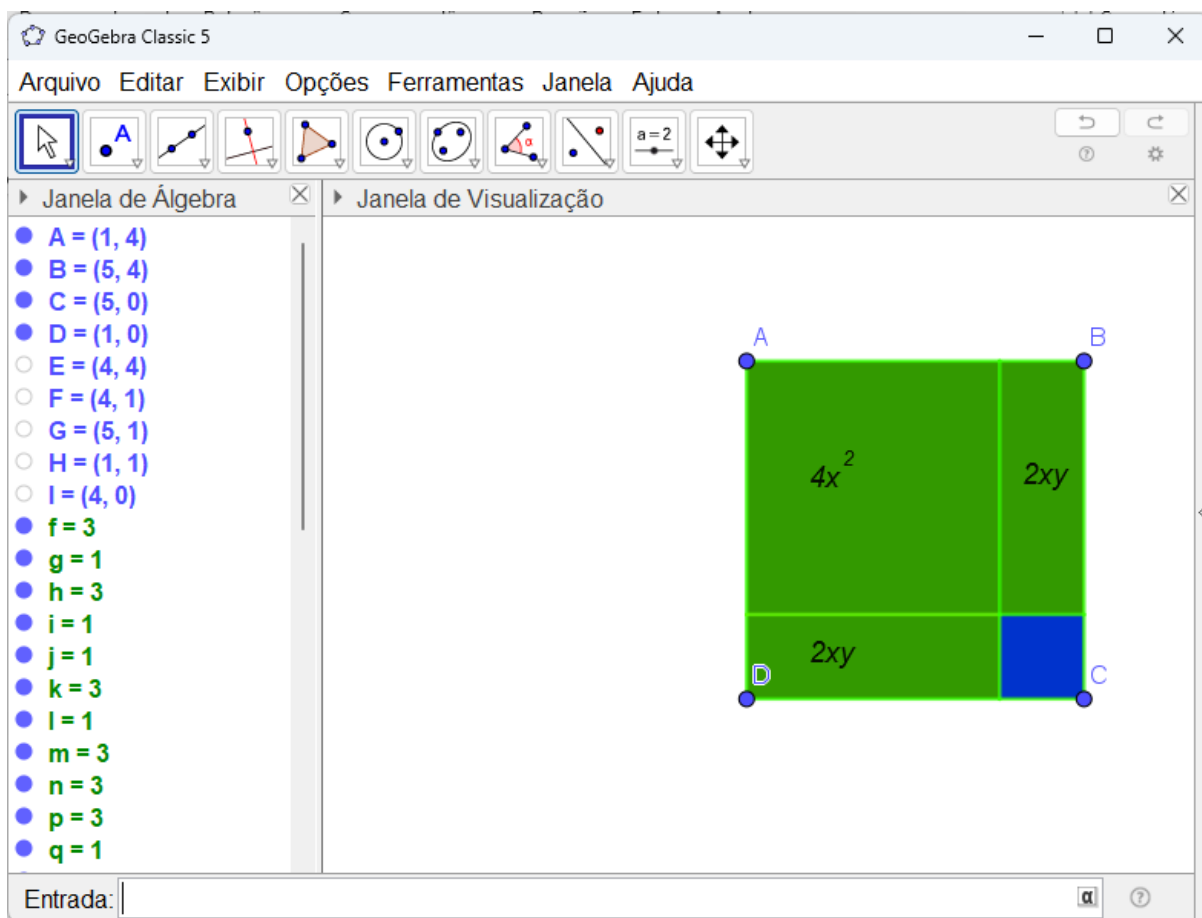 GeoGebra Classic 5
Arquivo Editar Exibir Opções Ferramentas Janela Ajuda
A
α
a = 2
Janela de Álgebra
Janela de Visualização
A = (1, 4)
B = (5, 4)
C = (5, 0)
D = (1, 0)
E = (4, 4)
F = (4, 1)
G = (5, 1)
H = (1, 1)
I = (4, 0)
f = 3
g = 1
h = 3
i = 1
j = 1
k = 3
l = 1
m = 3
n = 3
p = 3
q = 1
A
B
4x²
2xy
2xy
D
C
Entrada:
α